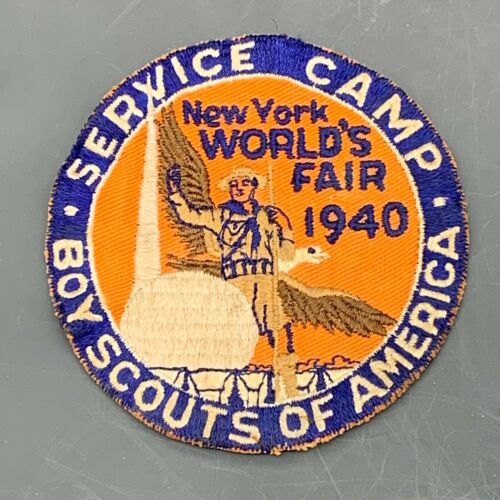 SERVICE CAMP
New York
WORLD'S
FAIR
1940
· BOY SCOUTS OF AMERICA ·